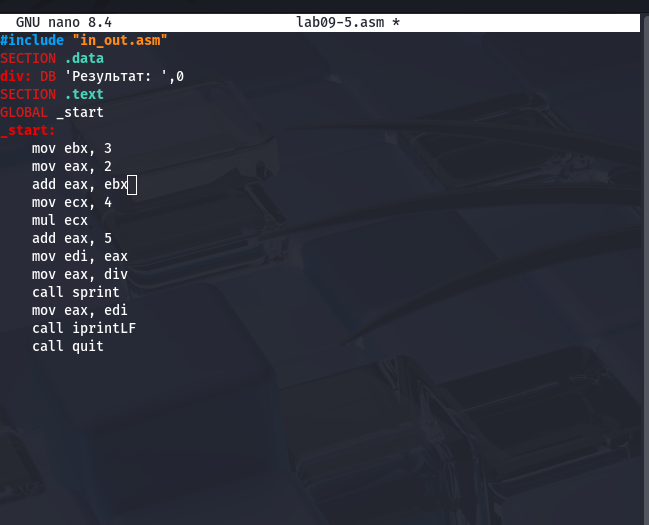 GNU nano 8.4 lab09-5.asm *
#include "in_out.asm"
SECTION .data
div: DB 'Результат: ',0
SECTION .text
GLOBAL _start
_start:
mov ebx, 3
mov eax, 2
add eax, ebx
mov ecx, 4
mul ecx
add eax, 5
mov edi, eax
mov eax, div
call sprint
mov eax, edi
call iprintLF
call quit